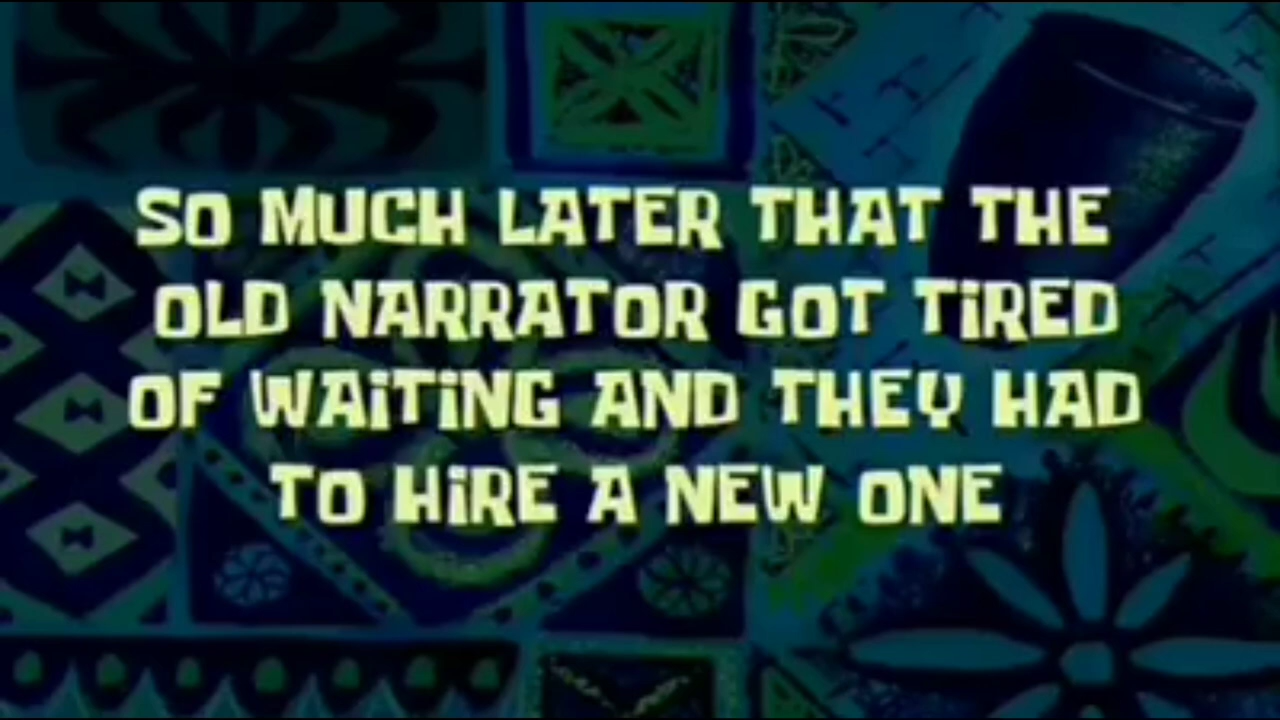 SO MUCH LATER THAT THE
OLD NARRATOR GOT TiRED
OF WAiTiNG AND THEY HAD
TO HiRE A NEW ONE